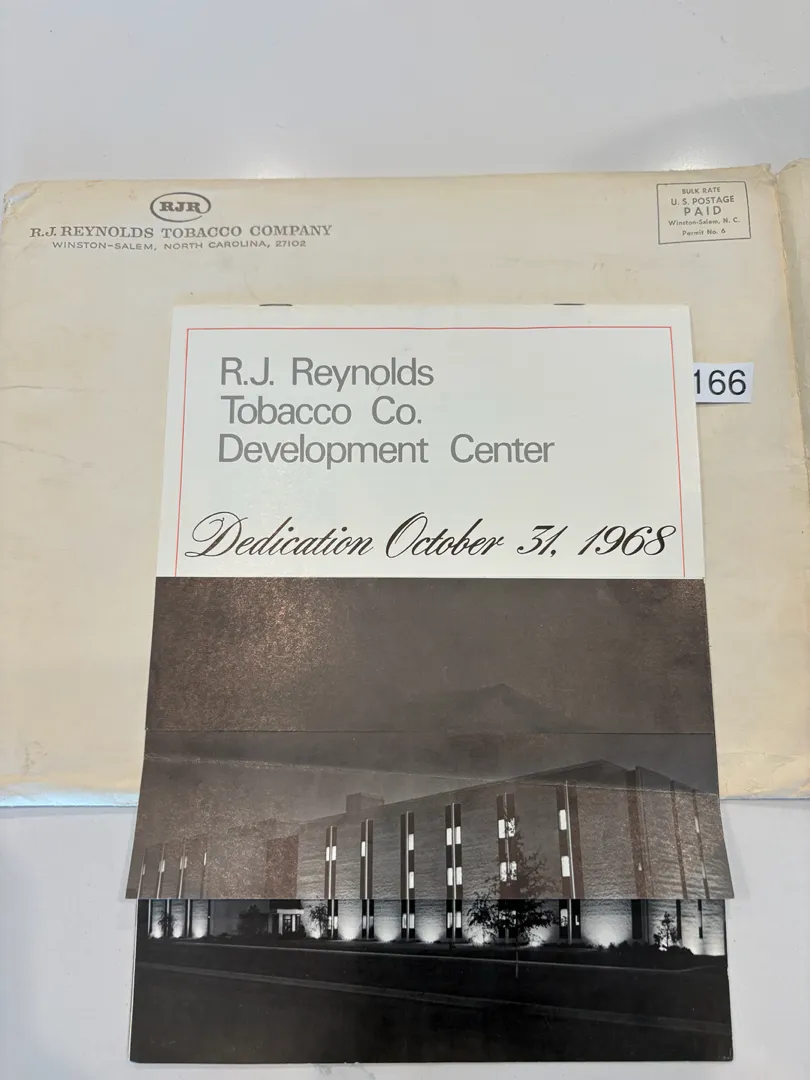 RJR
R.J. REYNOLDS TOBACCO COMPANY
WINSTON-SALEM, NORTH CAROLINA, 27102
BULK RATE
U. S. POSTAGE
PAID
Winston-Salem, N. C.
Permit No. 6
166
R.J. Reynolds
Tobacco Co.
Development Center
Dedication October 31, 1968